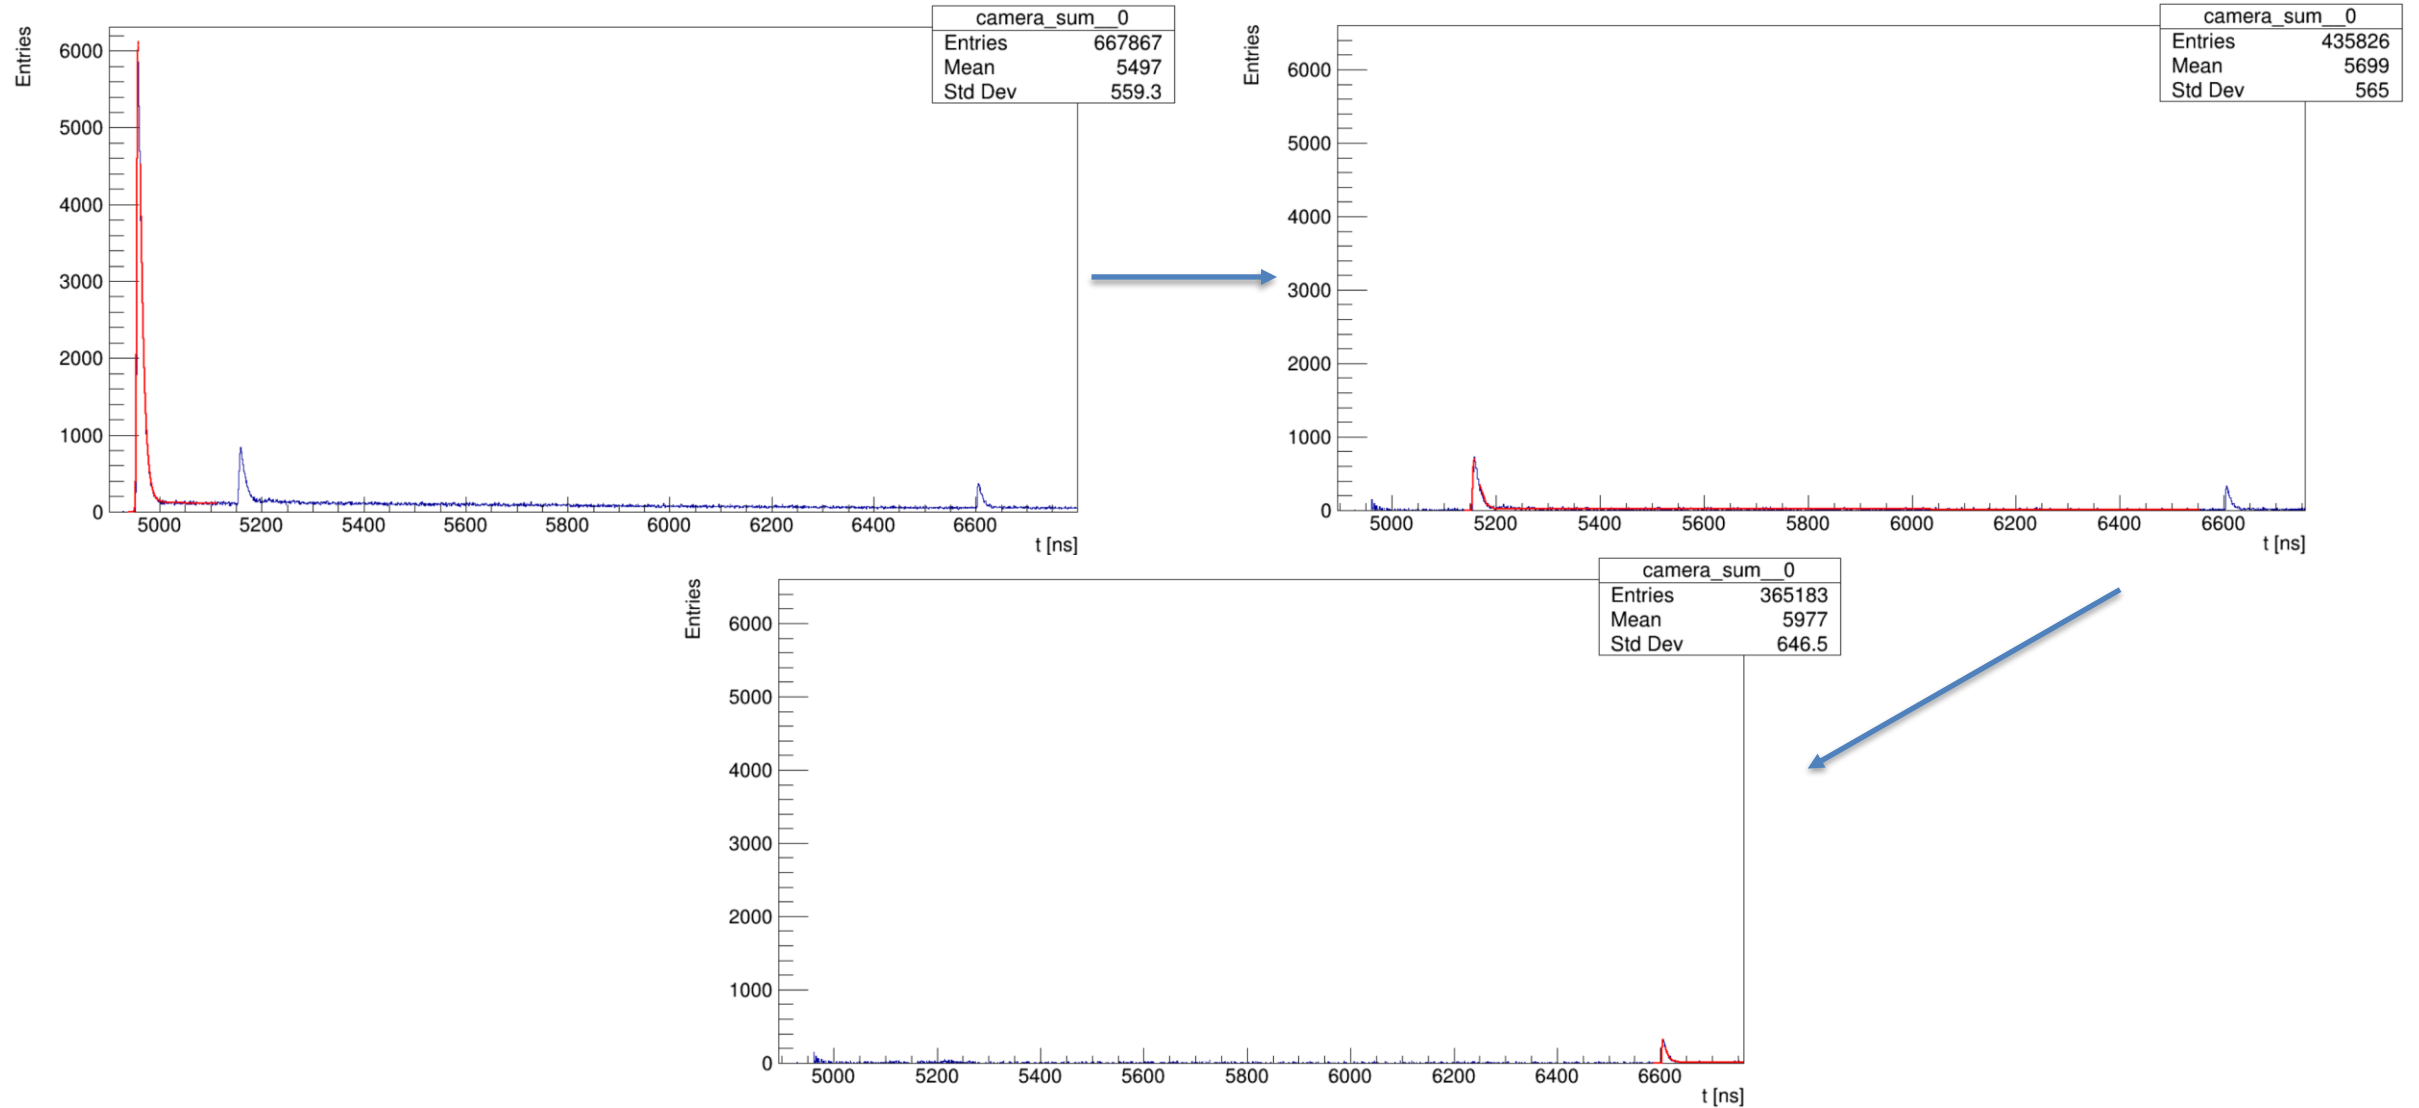 camera_sum__0
Entries 667867
Mean 5497
Std Dev 559.3
Entries
6000
5000
4000
3000
2000
1000
0
5000 5200 5400 5600 5800 6000 6200 6400 6600
t [ns]
camera_sum__0
Entries 435826
Mean 5699
Std Dev 565
Entries
6000
5000
4000
3000
2000
1000
0
5000 5200 5400 5600 5800 6000 6200 6400 6600
t [ns]
camera_sum__0
Entries 365183
Mean 5977
Std Dev 646.5
Entries
6000
5000
4000
3000
2000
1000
0
5000 5200 5400 5600 5800 6000 6200 6400 6600
t [ns]